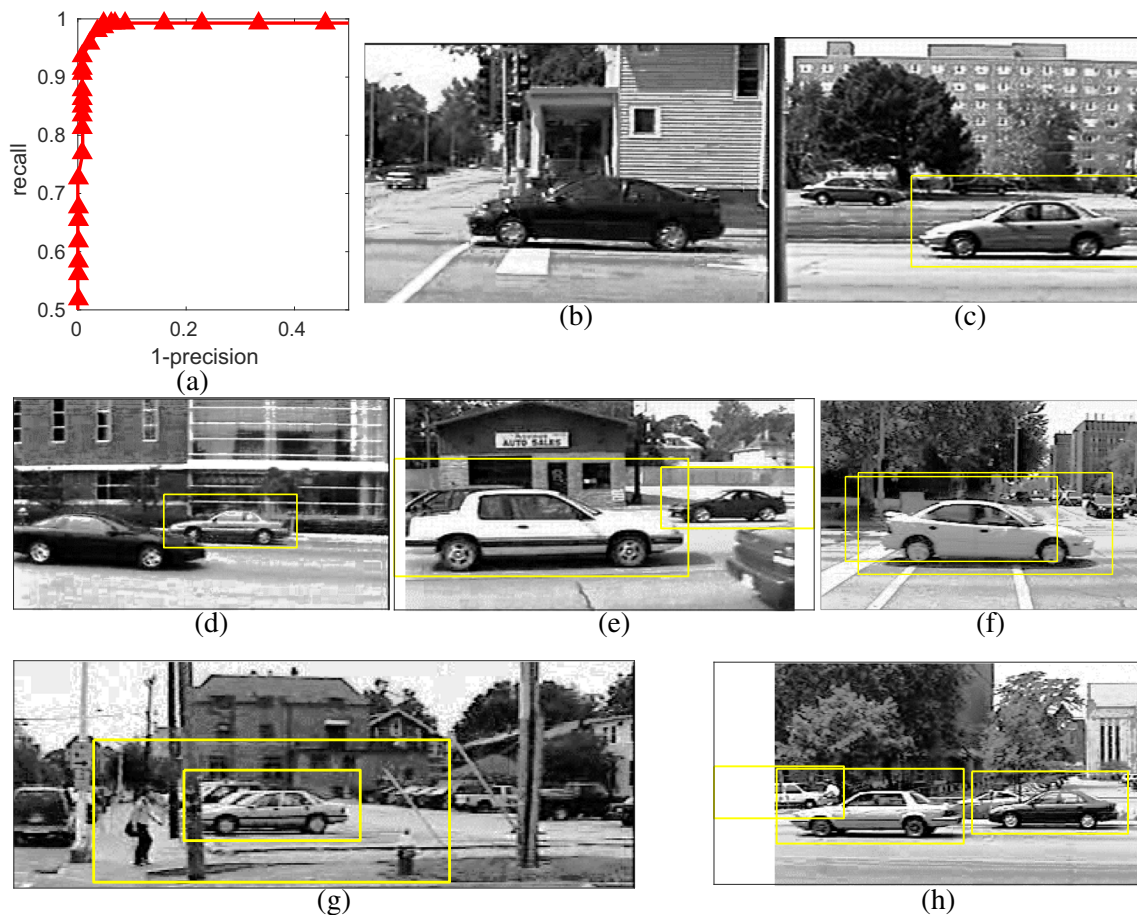 1
0.9
0.8
0.7
0.6
0.5
recall
0
0.2
0.4
1-precision
(a)
(b)
(c)
(d)
AUTO SALES
(e)
(f)
(g)
(h)